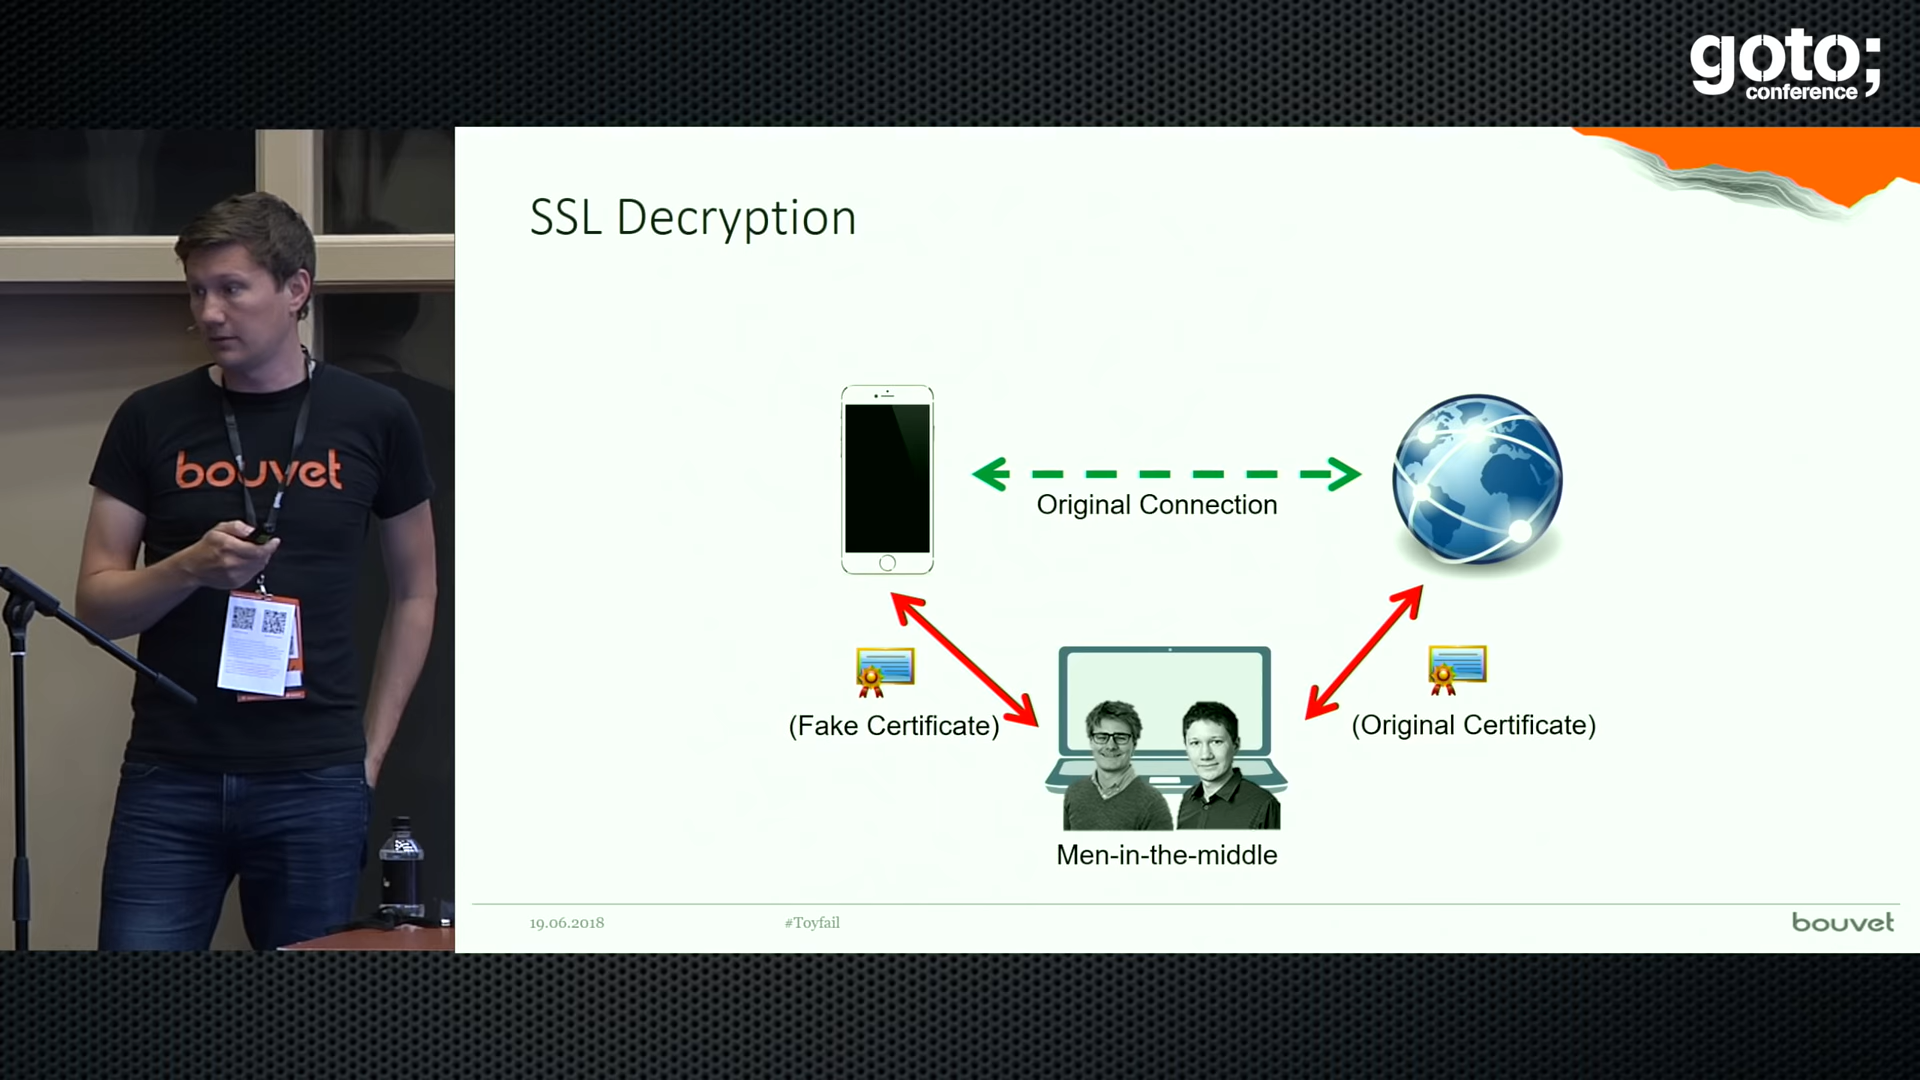 goto;
conference
bouvet
SSL Decryption
Original Connection
(Fake Certificate)
(Original Certificate)
Men-in-the-middle
19.06.2018
#Toyfail
bouvet